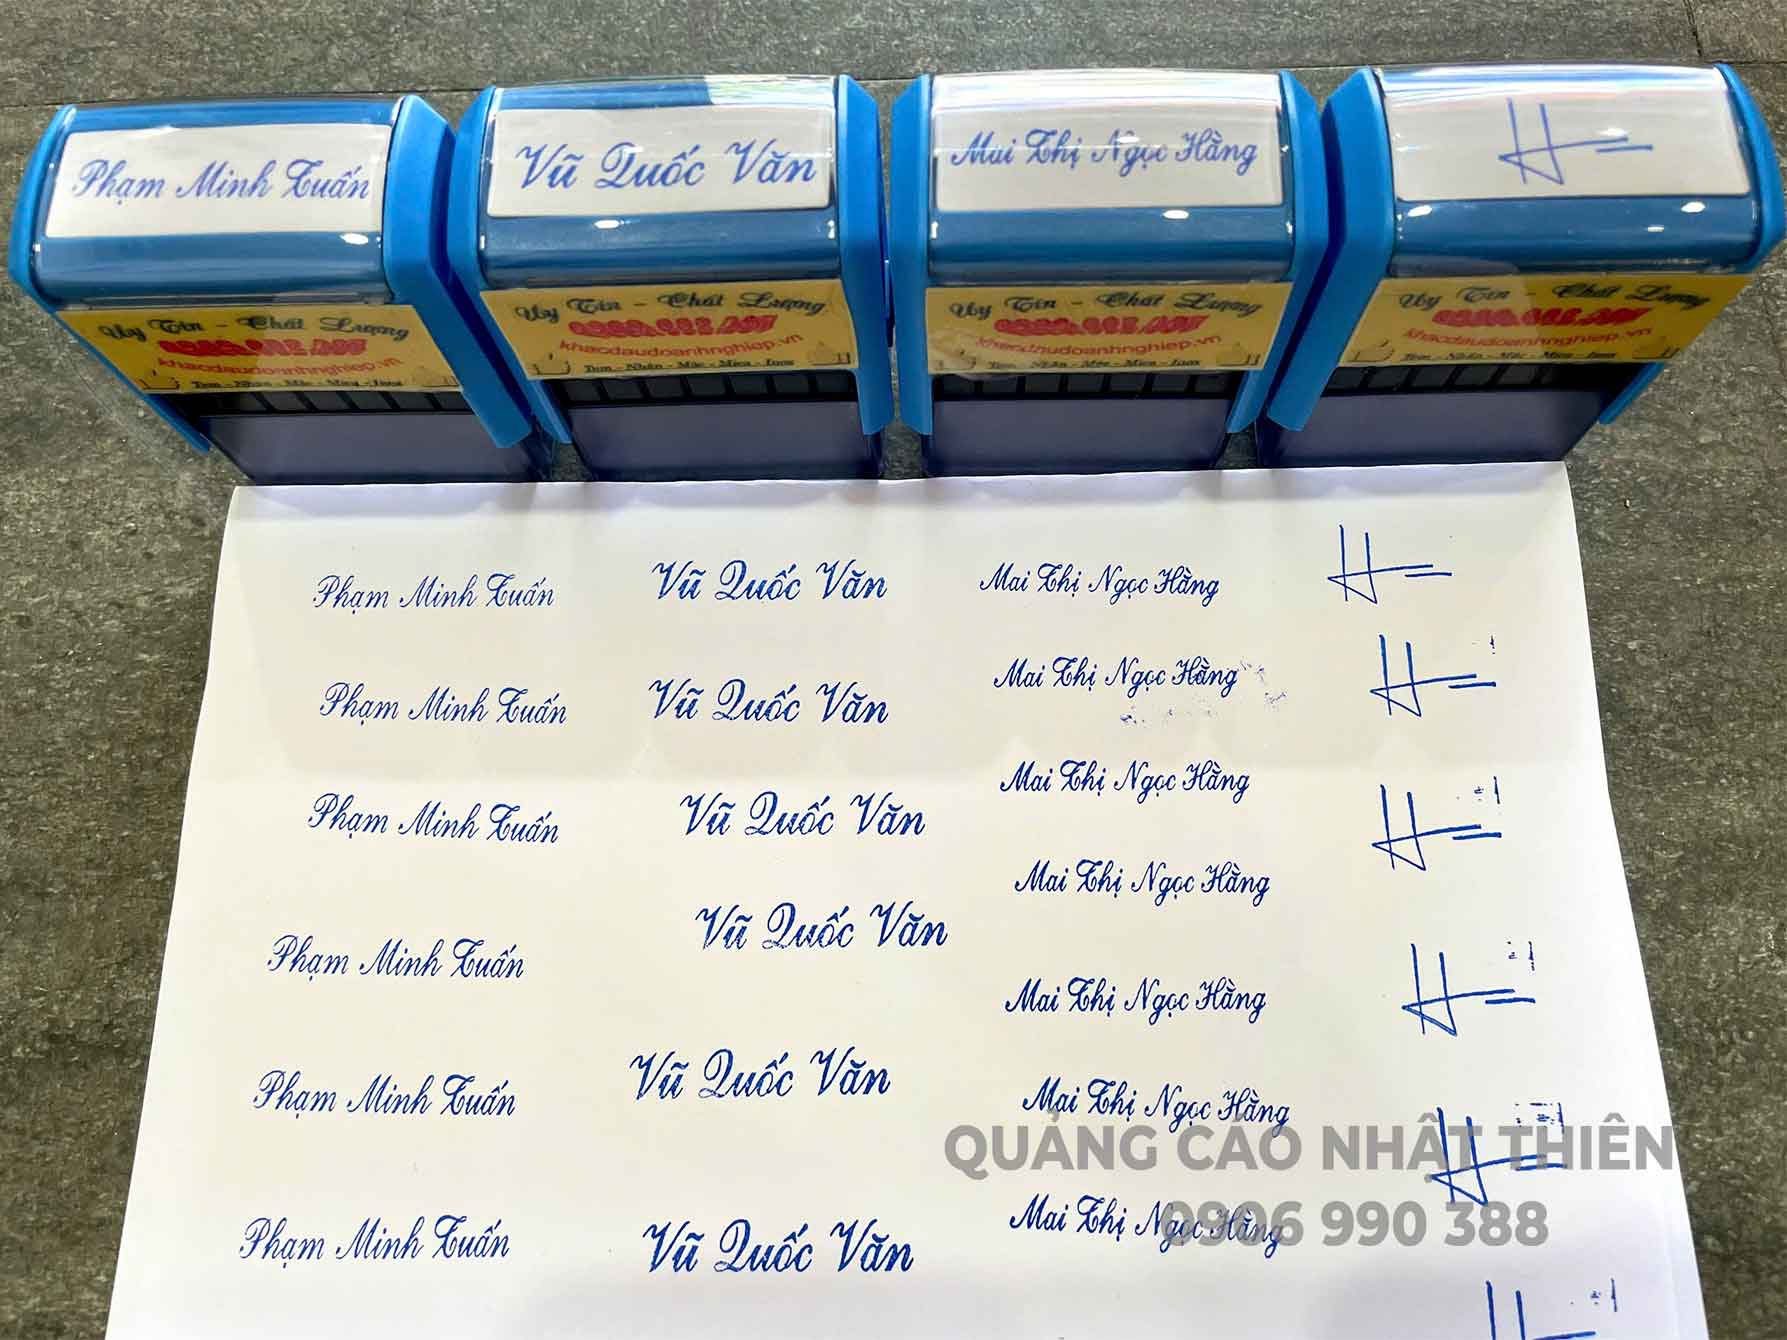 Phạm Minh Tuấn
Vũ Quốc Văn
Mai Thị Ngọc Hằng
Uy Tín - Chất Lượng
khacdaudoanhnghiep.vn
Uy Tín - Chất Lượng
khacdaudoanhnghiep.vn
Uy Tín - Chất Lượng
khacdaudoanhnghiep.vn
Uy Tín - Chất Lượng
khacdaudoanhnghiep.vn
Phạm Minh Tuấn Vũ Quốc Văn Mai Thị Ngọc Hằng
Phạm Minh Tuấn Vũ Quốc Văn Mai Thị Ngọc Hằng
Phạm Minh Tuấn Vũ Quốc Văn Mai Thị Ngọc Hằng
Mai Thị Ngọc Hằng
Phạm Minh Tuấn Vũ Quốc Văn Mai Thị Ngọc Hằng
Phạm Minh Tuấn Vũ Quốc Văn Mai Thị Ngọc Hằng
Phạm Minh Tuấn Vũ Quốc Văn Mai Thị Ngọc Hằng
QUẢNG CÁO NHẬT THIÊN
0906 990 388